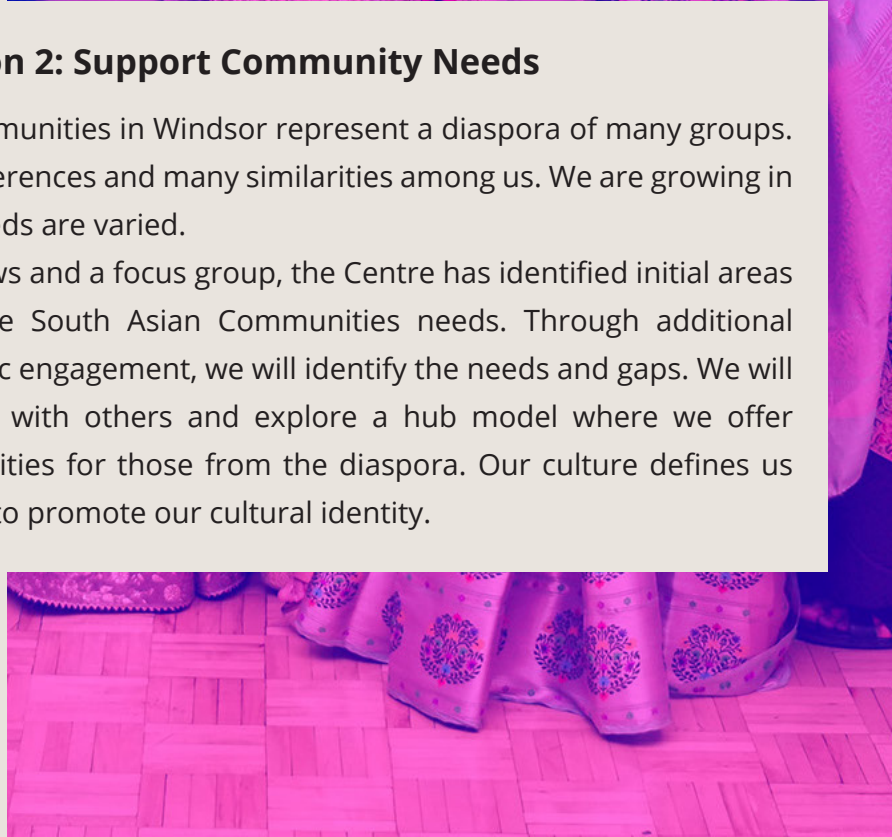 on 2: Support Community Needs
munities in Windsor represent a diaspora of many groups.
erences and many similarities among us. We are growing in
eds are varied.
ws and a focus group, the Centre has identified initial areas
e South Asian Communities needs. Through additional
c engagement, we will identify the needs and gaps. We will
with others and explore a hub model where we offer
ities for those from the diaspora. Our culture defines us
to promote our cultural identity.